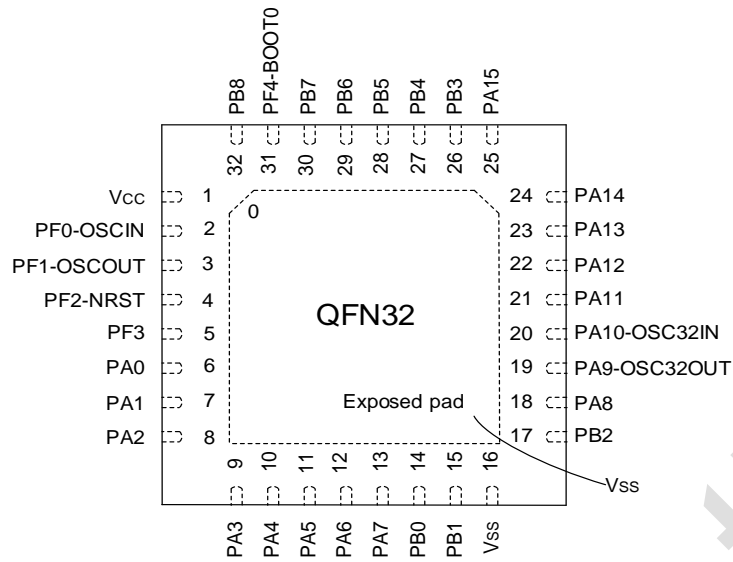 PB8
PF4-BOOT0
PB7
PB6
PB5
PB4
PB3
PA15
32
31
30
29
28
27
26
25
Vcc 1
PF0-OSCIN 2
PF1-OSCOUT 3
PF2-NRST 4
PF3 5
PA0 6
PA1 7
PA2 8
0
QFN32
Exposed pad
24 PA14
23 PA13
22 PA12
21 PA11
20 PA10-OSC32IN
19 PA9-OSC32OUT
18 PA8
17 PB2
Vss
9
10
11
12
13
14
15
16
PA3
PA4
PA5
PA6
PA7
PB0
PB1
Vss